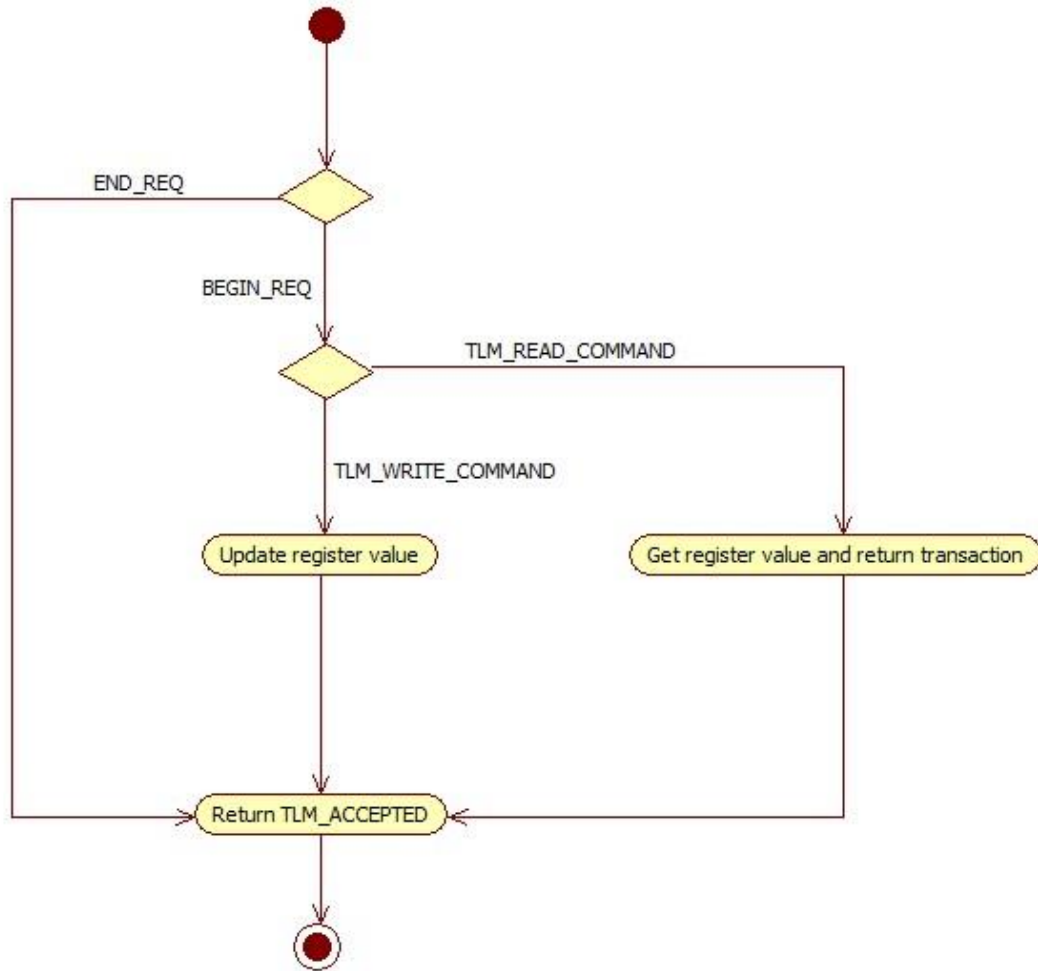 END_REQ
BEGIN_REQ
TLM_READ_COMMAND
TLM_WRITE_COMMAND
Update register value
Get register value and return transaction
Return TLM_ACCEPTED